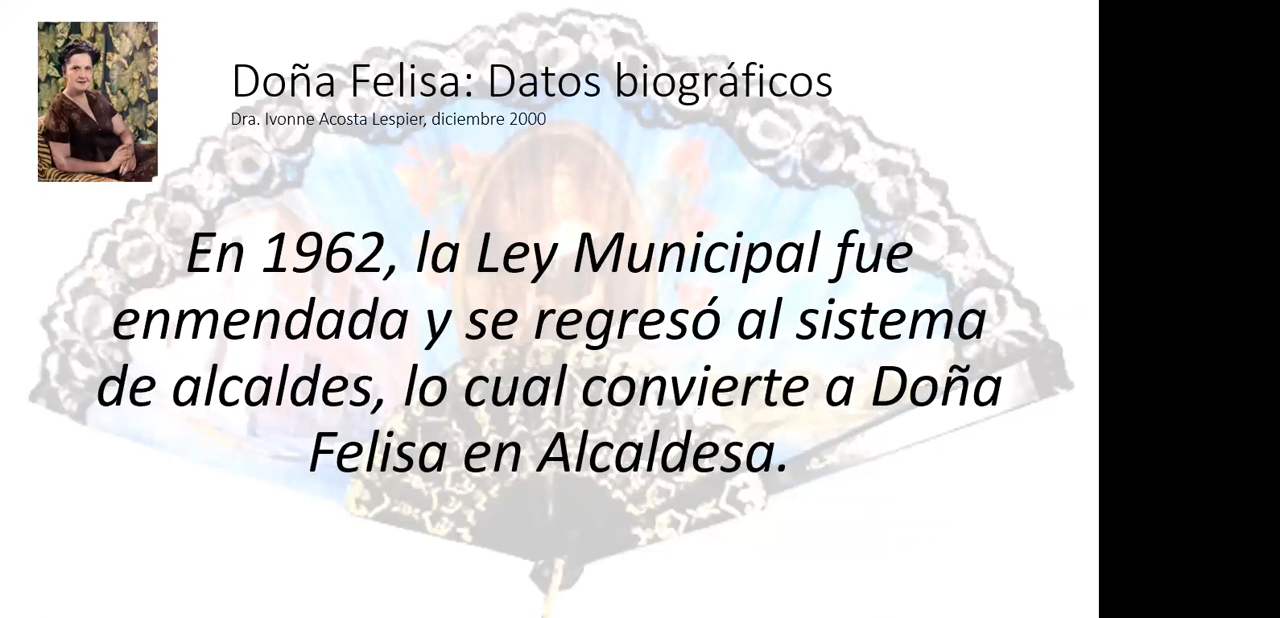 Doña Felisa: Datos biográficos
Dra. Ivonne Acosta Lespier, diciembre 2000
En 1962, la Ley Municipal fue
enmendada y se regresó al sistema
de alcaldes, lo cual convierte a Doña
Felisa en Alcaldesa.